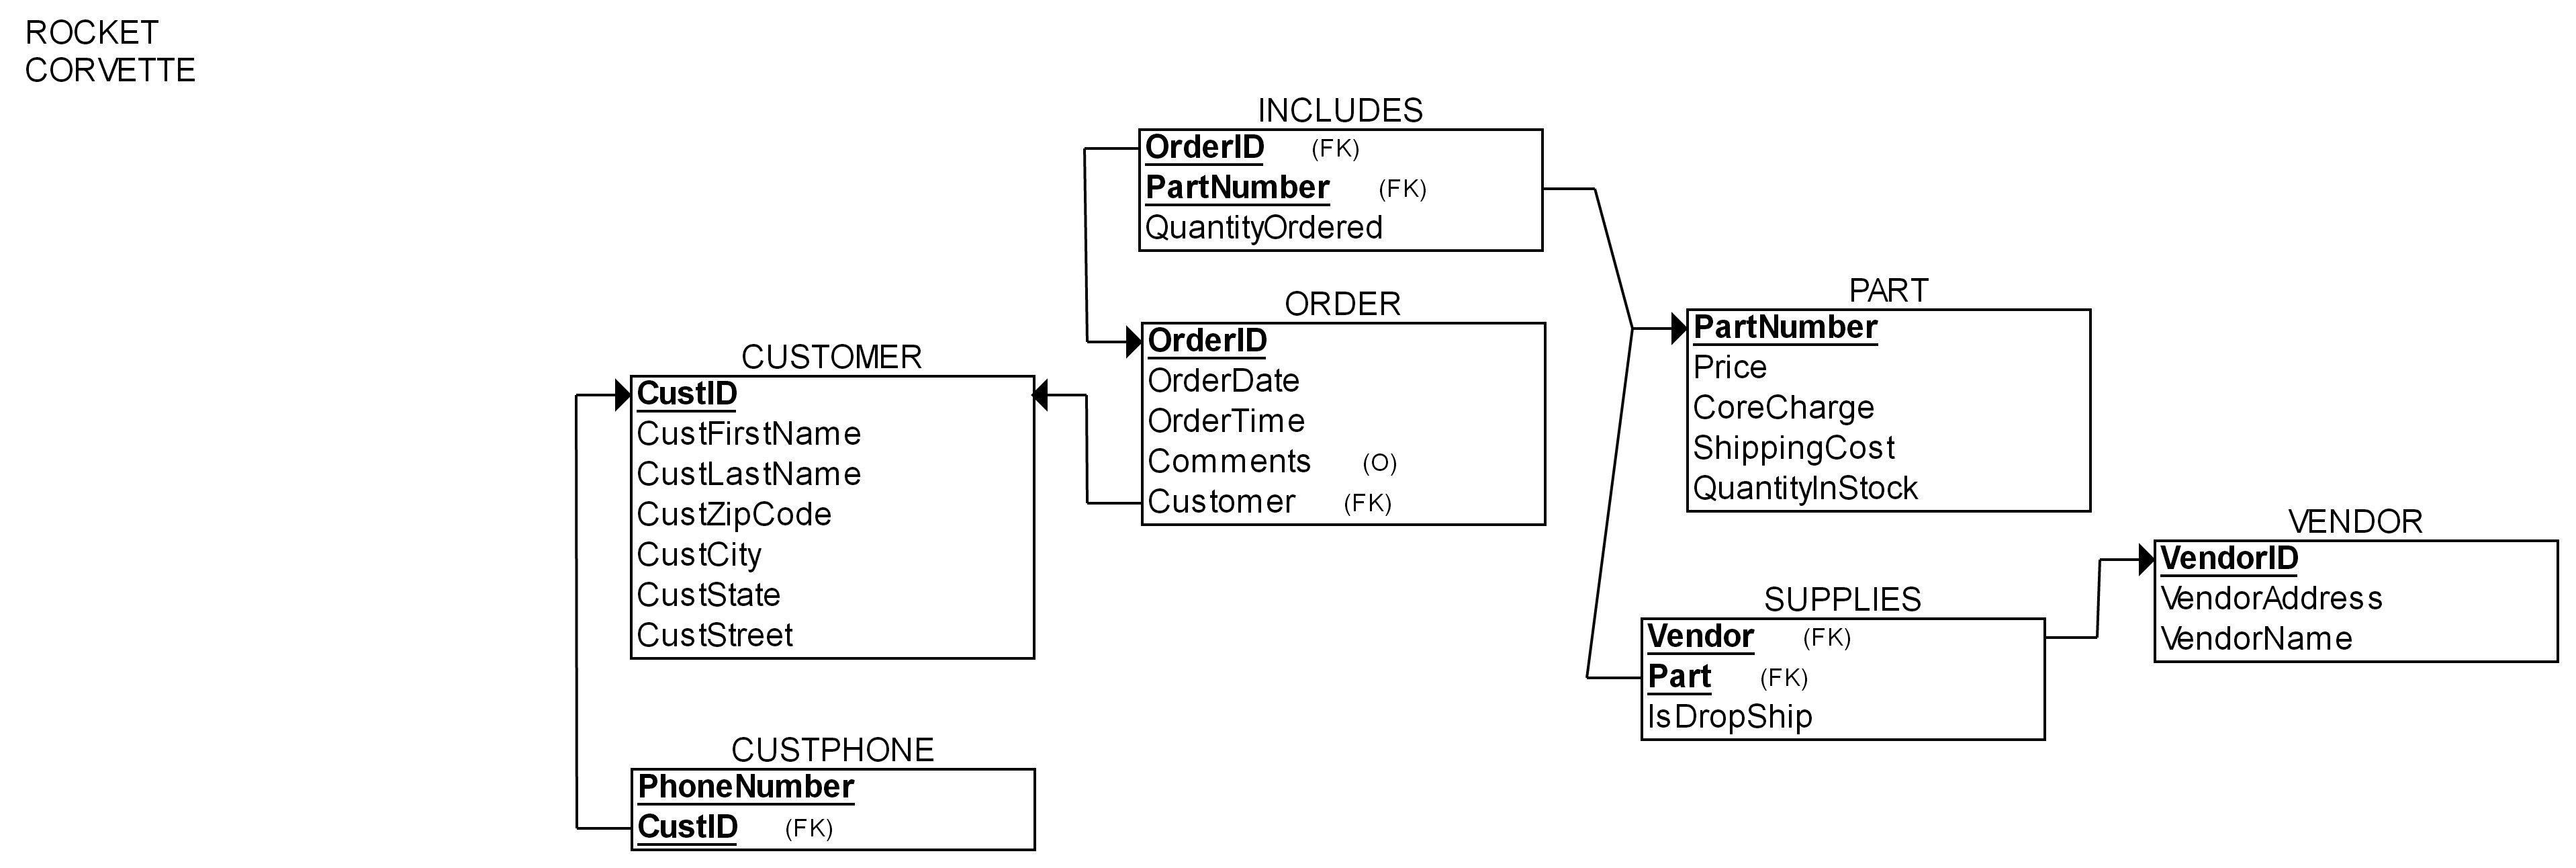 ROCKET
CORVETTE
INCLUDES
OrderID (FK)
PartNumber (FK)
QuantityOrdered
ORDER
OrderID
OrderDate
OrderTime
Comments (O)
Customer (FK)
PART
PartNumber
Price
CoreCharge
ShippingCost
QuantityInStock
CUSTOMER
CustID
CustFirstName
CustLastName
CustZipCode
CustCity
CustState
CustStreet
VENDOR
VendorID
VendorAddress
VendorName
SUPPLIES
Vendor (FK)
Part (FK)
IsDropShip
CUSTPHONE
PhoneNumber
CustID (FK)